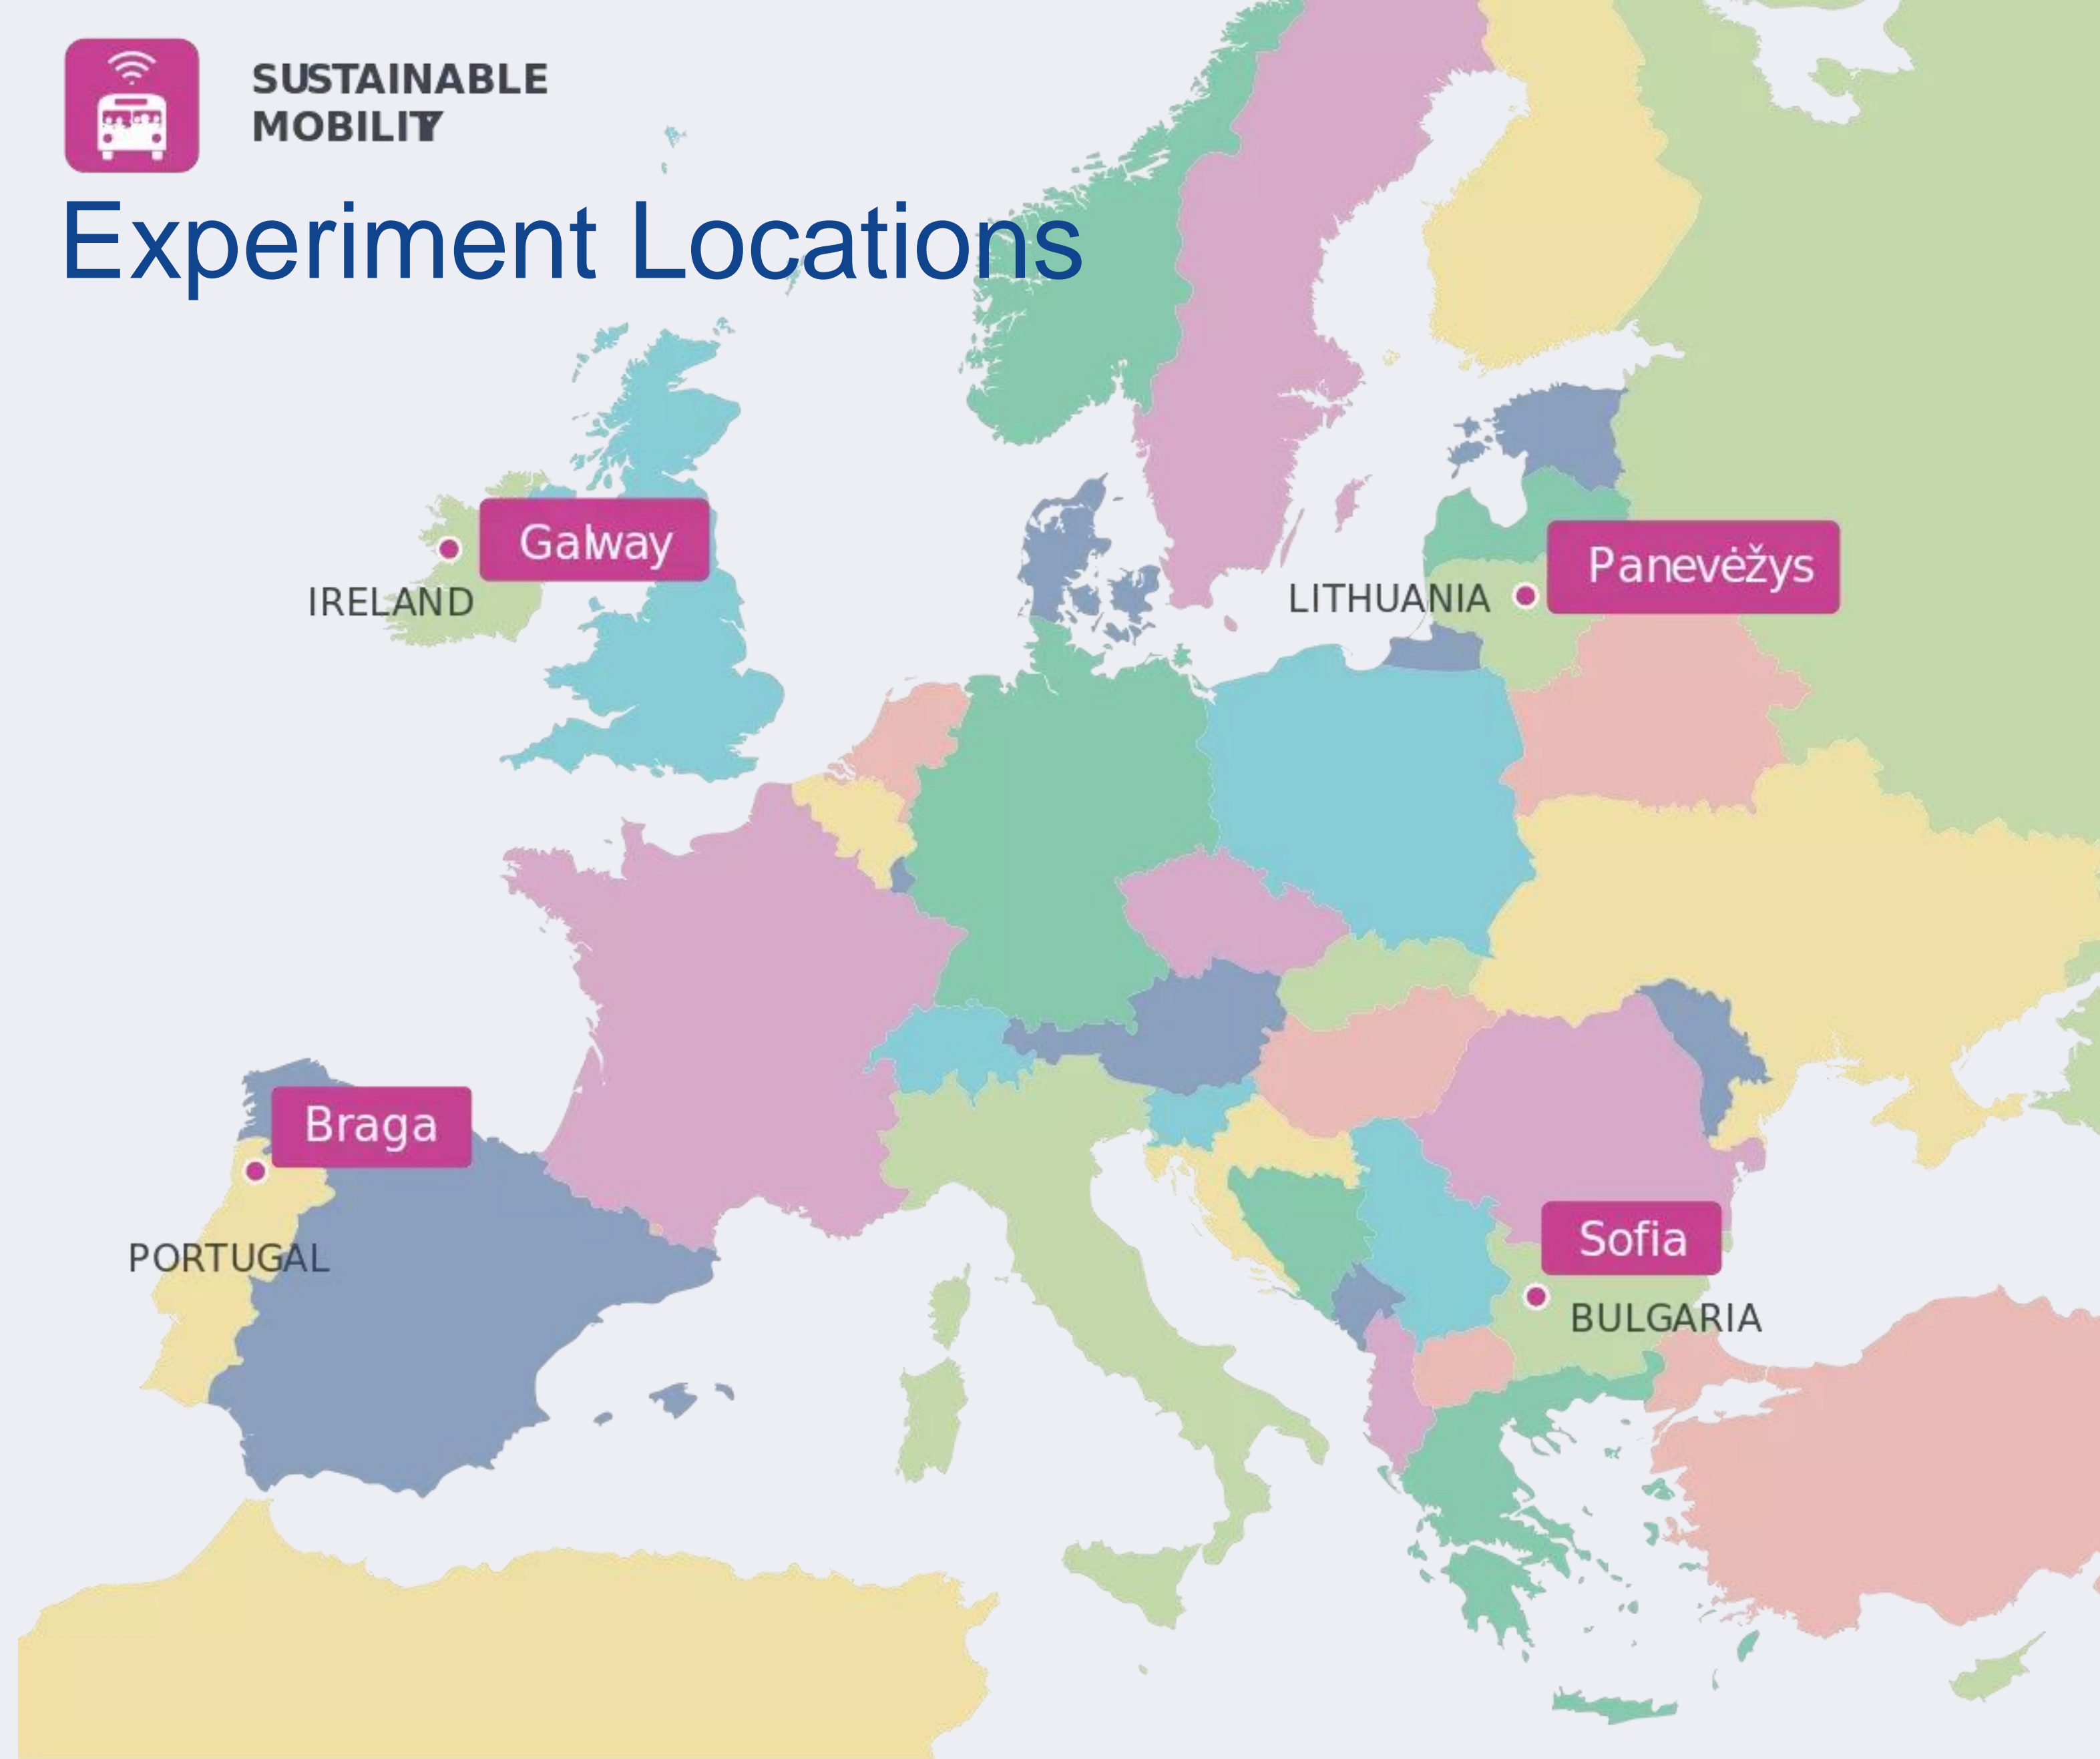 SUSTAINABLE
MOBILITY
Experiment Locations
Galway
IRELAND
Panevėžys
LITHUANIA
Braga
PORTUGAL
Sofia
BULGARIA